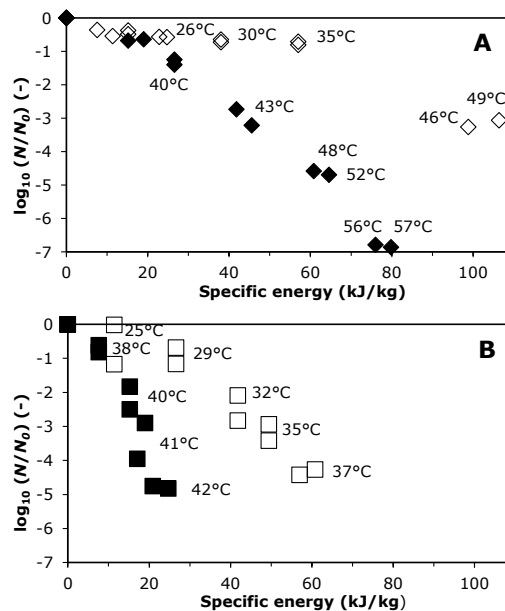 0
-1
-2
-3
-4
-5
-6
-7
log10 (N/N0) (-)
A
26°C
30°C
35°C
40°C
43°C
46°C
49°C
48°C
52°C
56°C
57°C
0 20 40 60 80 100
Specific energy (kJ/kg)
0
-1
-2
-3
-4
-5
-6
-7
log10 (N/N0) (-)
B
25°C
38°C
29°C
40°C
32°C
41°C
35°C
37°C
42°C
0 20 40 60 80 100
Specific energy (kJ/kg)